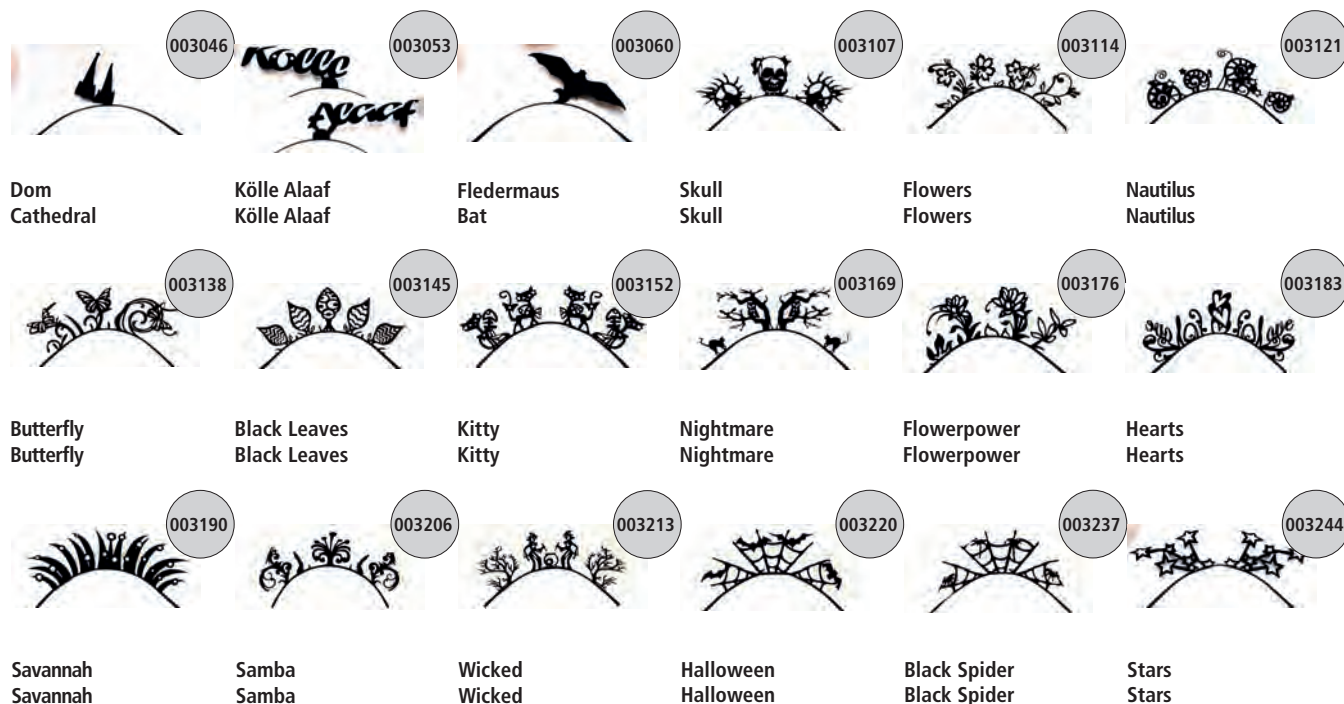 003046
003053
003060
003107
003114
003121
Kölle
Alaaf
Dom
Cathedral
Kölle Alaaf
Kölle Alaaf
Fledermaus
Bat
Skull
Skull
Flowers
Flowers
Nautilus
Nautilus
003138
003145
003152
003169
003176
003183
Butterfly
Butterfly
Black Leaves
Black Leaves
Kitty
Kitty
Nightmare
Nightmare
Flowerpower
Flowerpower
Hearts
Hearts
003190
003206
003213
003220
003237
003244
Savannah
Savannah
Samba
Samba
Wicked
Wicked
Halloween
Halloween
Black Spider
Black Spider
Stars
Stars